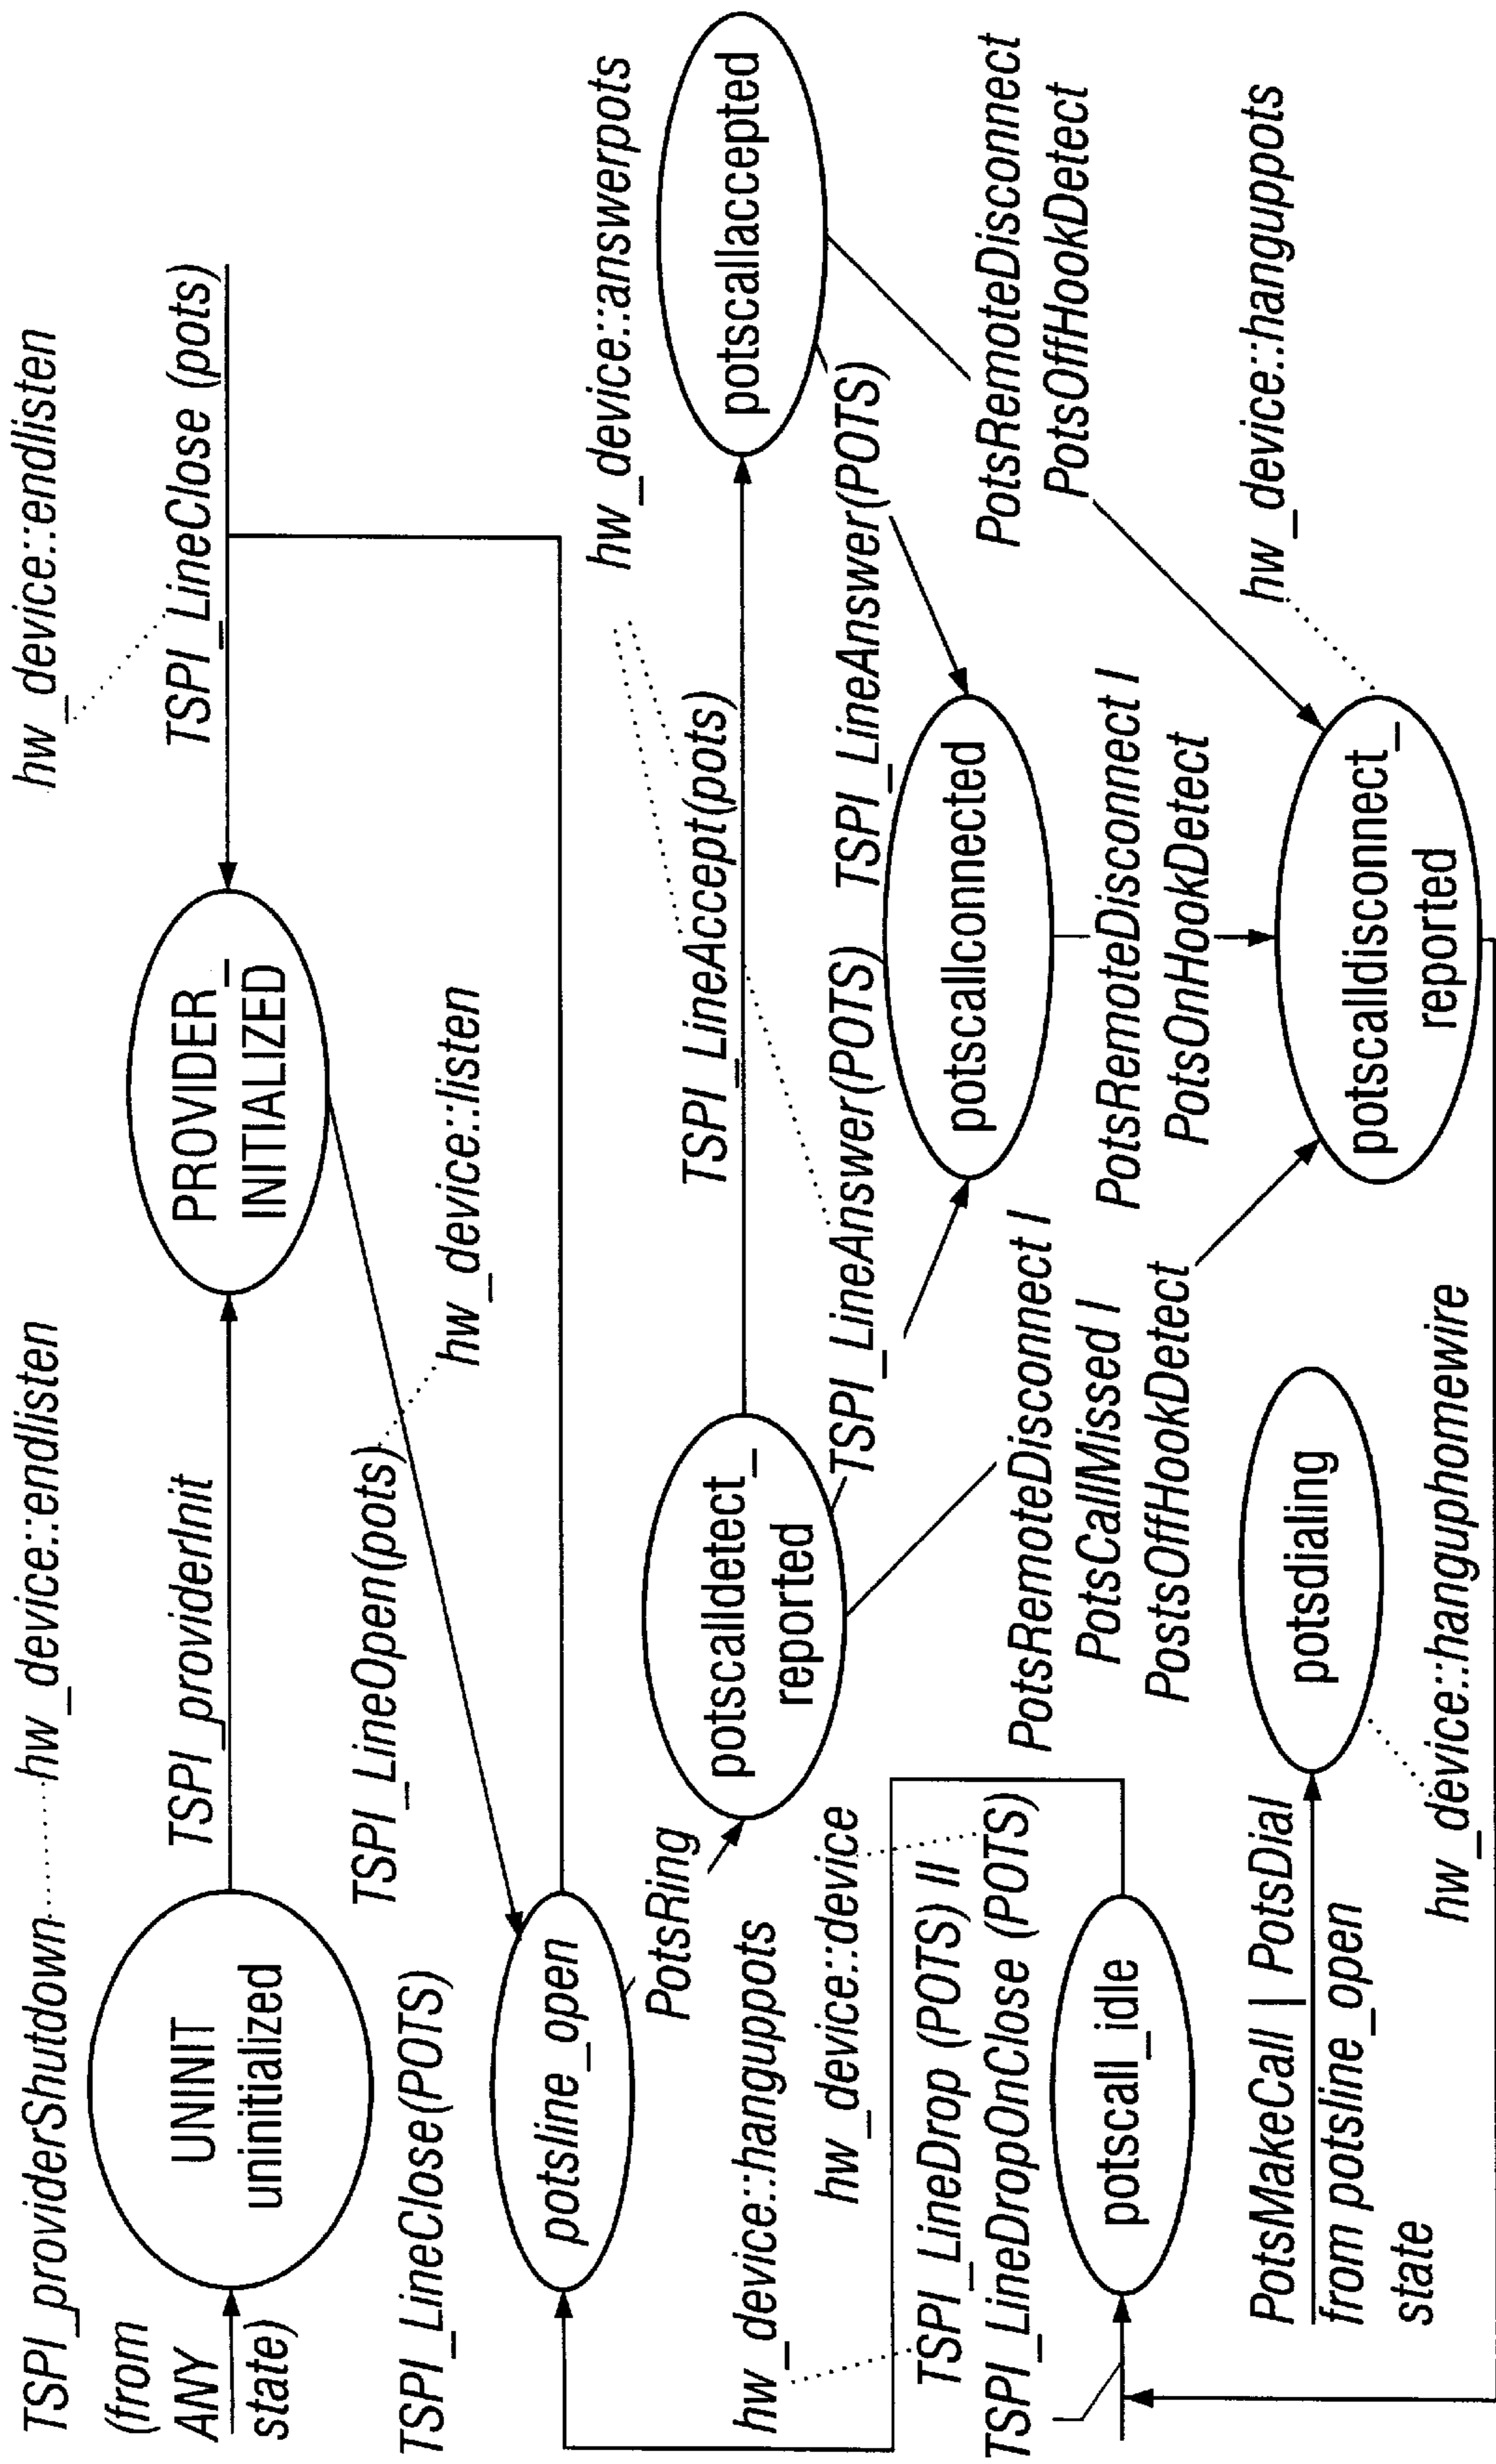 TSPI_providerShutdown
hw_device::endlisten
hw_device::endlisten
(from
ANY
state)
UNINIT
uninitialized
TSPI_providerInit
PROVIDER_
INITIALIZED
TSPI_LineClose (pots)
TSPI_LineOpen(pots)
hw_device::listen
TSPI_LineClose(POTS)
potsline_open
PotsRing
potscalldetect_
reported
TSPI_LineAccept(pots)
hw_device::answerpots
potscallaccepted
hw_device::hanguppots
hw_device::device
TSPI_LineDrop (POTS) II
TSPI_LineDropOnClose (POTS)
potscall_idle
TSPI_LineAnswer(POTS)
TSPI_LineAnswer(POTS)
potscallconnected
PotsRemoteDisconnect
PotsOffHookDetect
PotsRemoteDisconnect I
PotsCallMissed I
PostsOffHookDetect
PotsRemoteDisconnect I
PotsOnHookDetect
hw_device::hanguppots
PotsMakeCall | PotsDial
from potsline_open
state
potsdialing
potscalldisconnect_
reported
hw_device::hanguphomewire